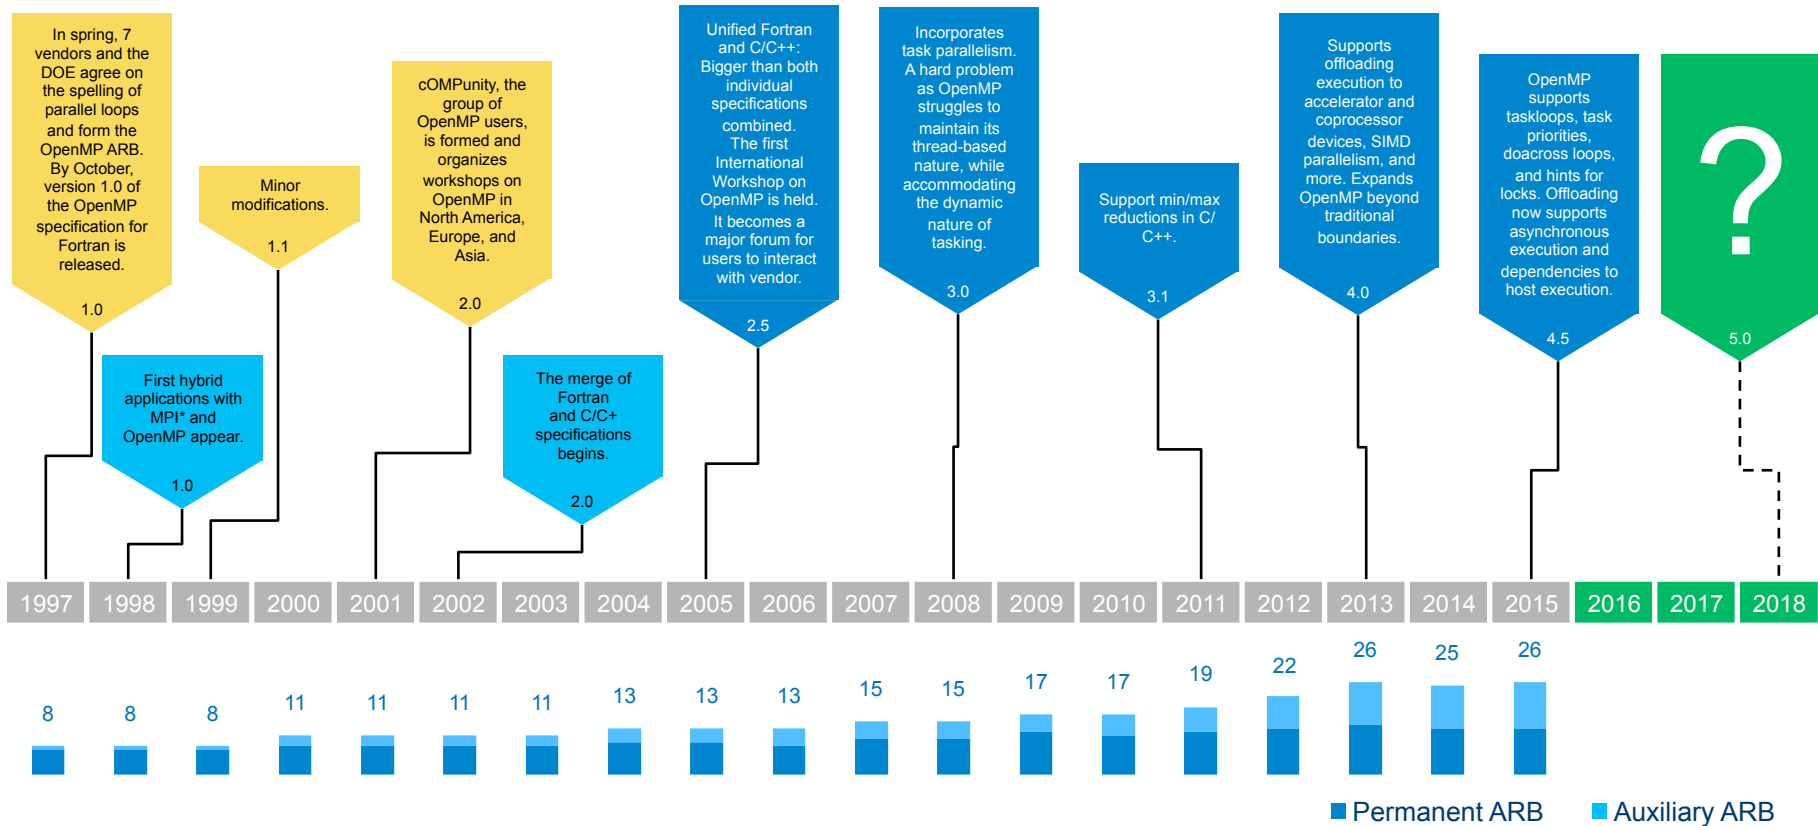 In spring, 7
vendors and the
DOE agree on
the spelling of
parallel loops
and form the
OpenMP ARB.
By October,
version 1.0 of
the OpenMP
specification for
Fortran is
released.
1.0
First hybrid
applications with
MPI* and
OpenMP appear.
1.0
Minor
modifications.
1.1
cOMPunity, the
group of
OpenMP users,
is formed and
organizes
workshops on
OpenMP in
North America,
Europe, and
Asia.
2.0
The merge of
Fortran
and C/C+
specifications
begins.
2.0
Unified Fortran
and C/C++:
Bigger than both
individual
specifications
combined.
The first
International
Workshop on
OpenMP is held.
It becomes a
major forum for
users to interact
with vendor.
2.5
Incorporates
task parallelism.
A hard problem
as OpenMP
struggles to
maintain its
thread-based
nature, while
accommodating
the dynamic
nature of
tasking.
3.0
Support min/max
reductions in C/
C++.
3.1
Supports
offloading
execution to
accelerator and
coprocessor
devices, SIMD
parallelism, and
more. Expands
OpenMP beyond
traditional
boundaries.
4.0
OpenMP
supports
taskloops, task
priorities,
doacross loops,
and hints for
locks. Offloading
now supports
asynchronous
execution and
dependencies to
host execution.
4.5
?
5.0
1997 1998 1999 2000 2001 2002 2003 2004 2005 2006 2007 2008 2009 2010 2011 2012 2013 2014 2015 2016 2017 2018
8 8 8 11 11 11 11 13 13 13 15 15 17 17 19 22 26 25 26
Permanent ARB Auxiliary ARB